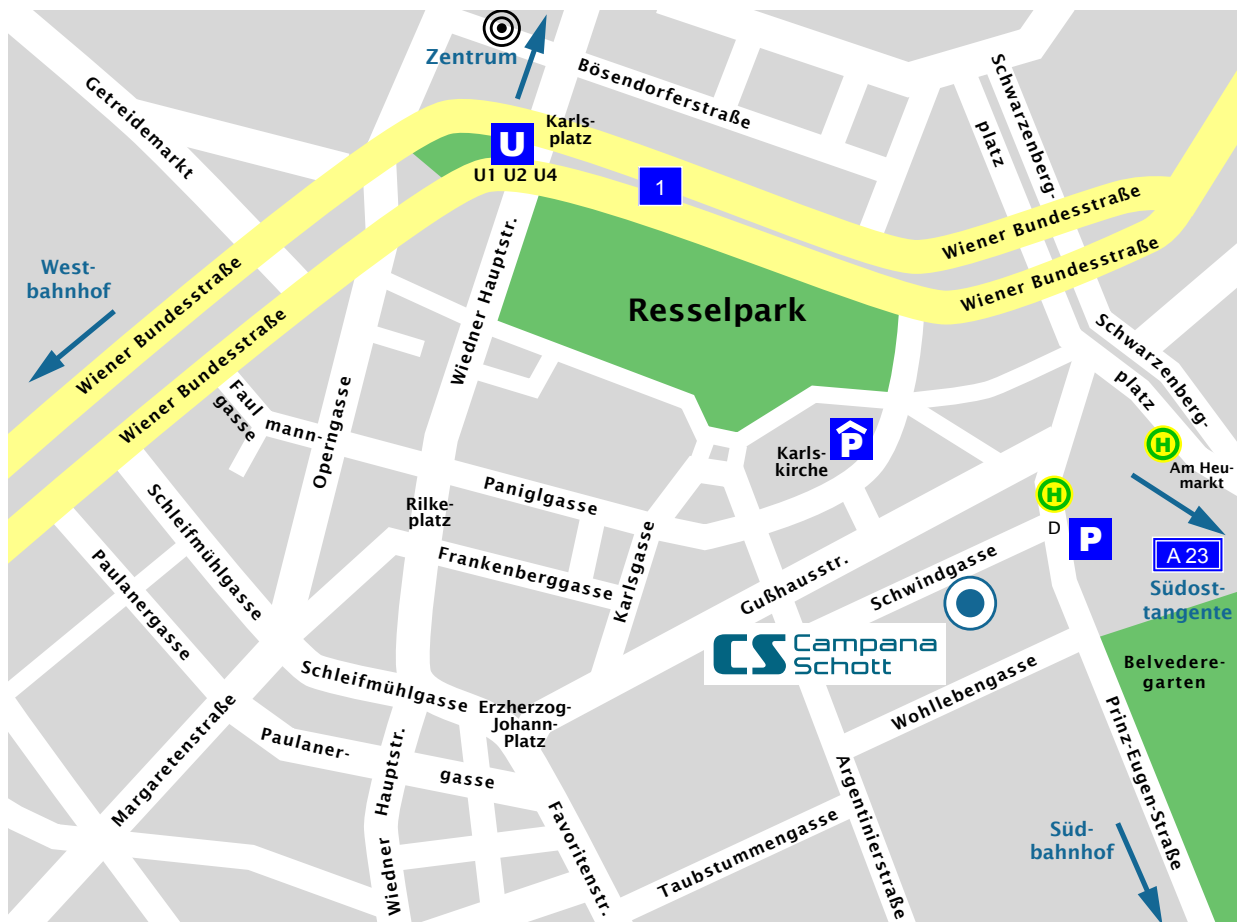 Zentrum
Bösendorferstraße
Schwarzenberg-
platz
Getreidemarkt
Karls-
platz
U
U1 U2 U4
1
Wiener Bundesstraße
Wiener Bundesstraße
West-
bahnhof
Wiener Hauptstr.
Resselpark
Wiener Bundesstraße
Wiener Bundesstraße
Schwarzenberg-
platz
Faul
mann-
gasse
Operngasse
P
Karls-
kirche
H
Am Heu-
markt
H
D
P
A 23
Südost-
tangente
Paniglgasse
Rilke-
platz
Schleifmühlgasse
Frankenberggasse
Karlsgasse
Gußhausstr.
Schwindgasse
Paulanergasse
CS Campana
Schott
Belvedere-
garten
Schleifmühlgasse
Wohllebengasse
Erzherzog-
Johann-
Platz
Margaretenstraße
Paulaner-
gasse
Wiedner Hauptstr.
Favoritenstr.
Argentinierstraße
Prinz-Eugen-Straße
Taubstummengasse
Süd-
bahnhof